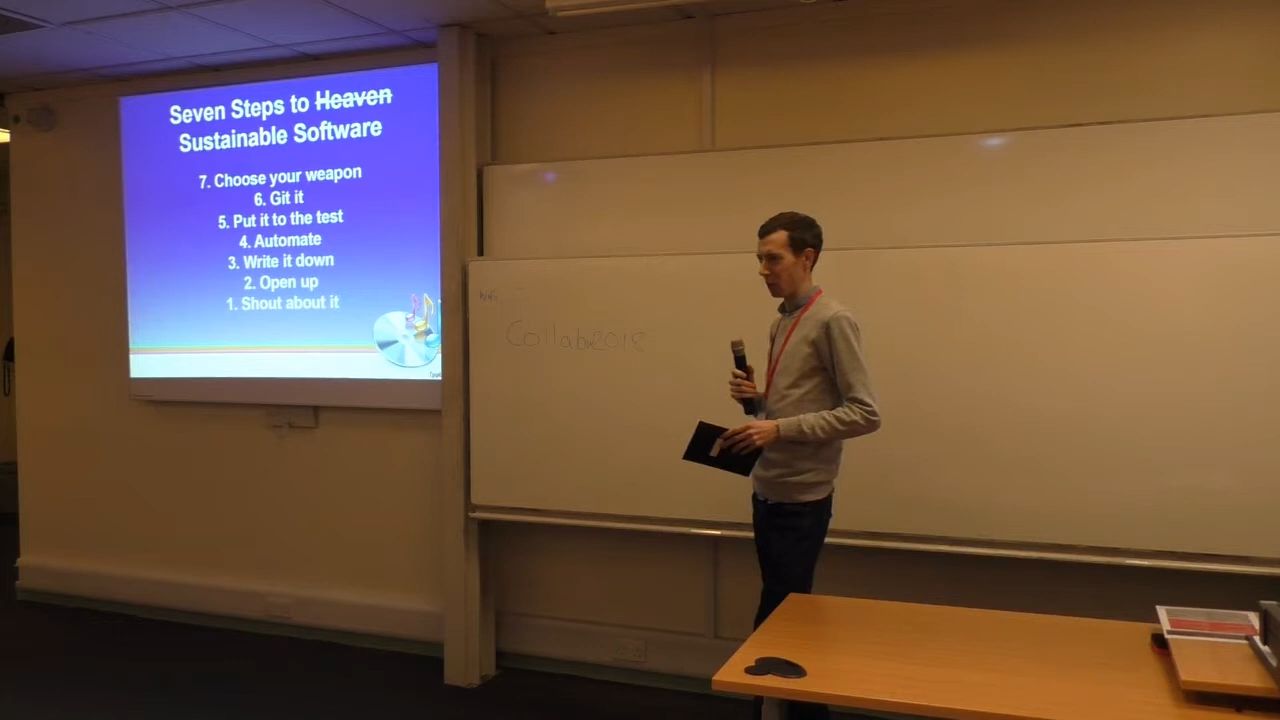 Seven Steps to Heaven
Sustainable Software
7. Choose your weapon
6. Git it
5. Put it to the test
4. Automate
3. Write it down
2. Open up
1. Shout about it